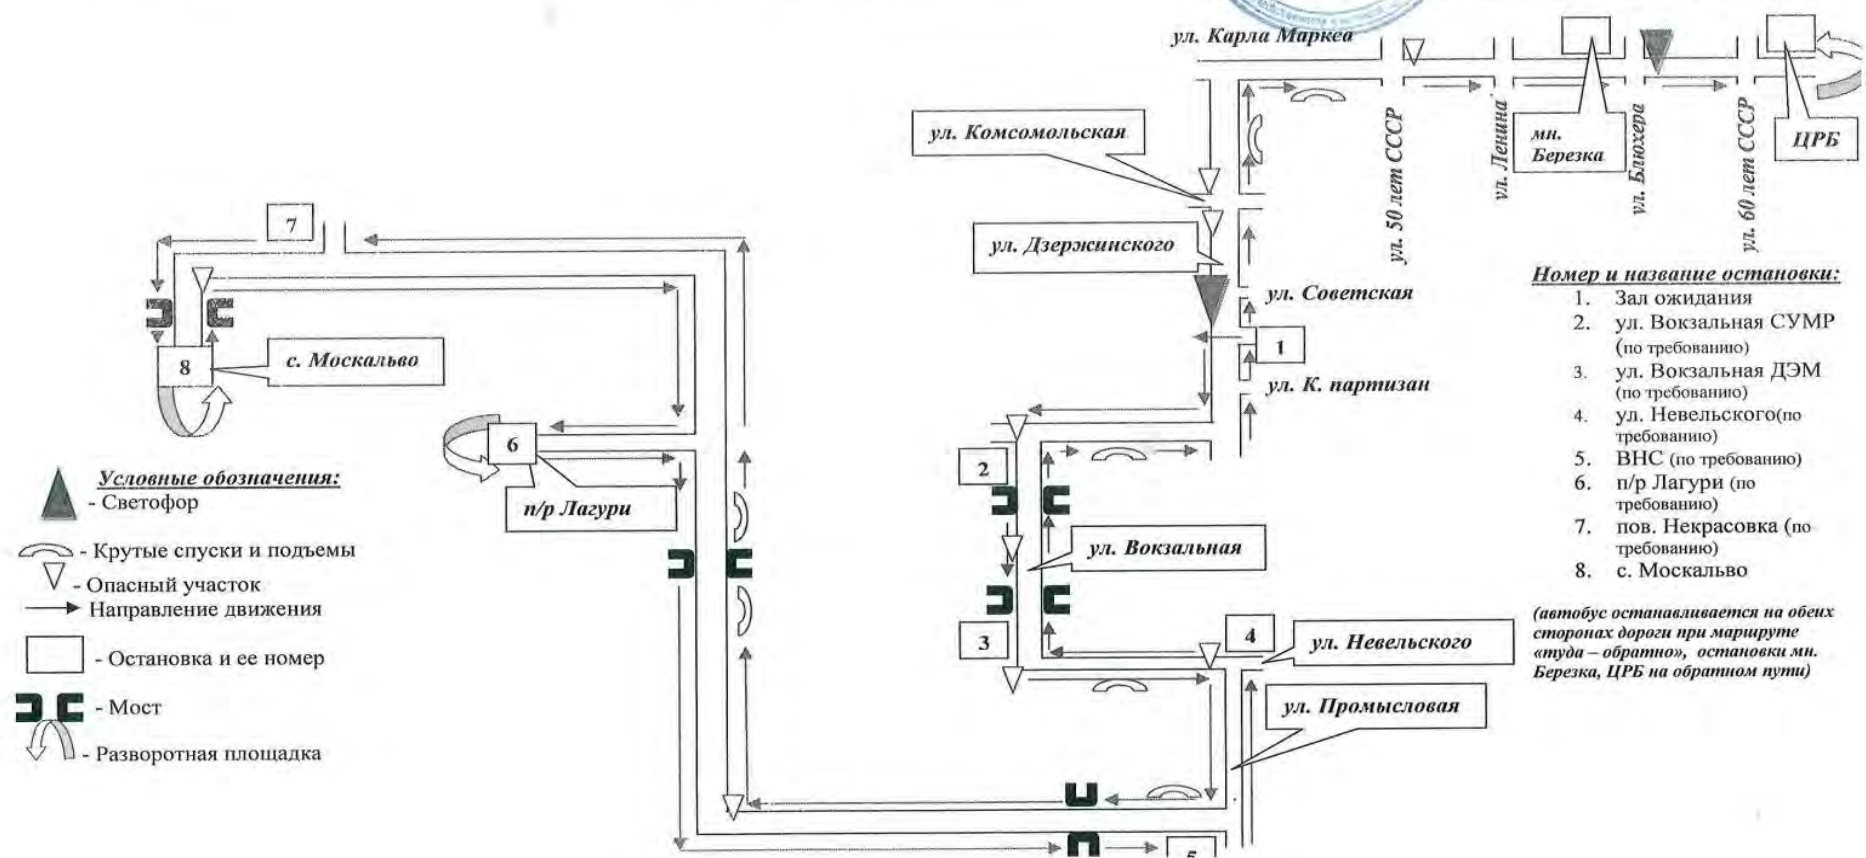 ул. Карла Маркса
ул. Комсомольская
ул. Дзержинского
ул. Советская
1
ул. К. партизан
ул. 50 лет СССР
ул. Ленина
мн.
Березка
ул. Блюхера
ул. 60 лет СССР
ЦРБ
7
8
с. Москальво
6
п/р Лагури
2
ул. Вокзальная
3
4
ул. Невельского
ул. Промысловая
5
Условные обозначения:
- Светофор
- Крутые спуски и подъемы
- Опасный участок
Направление движения
- Остановка и ее номер
- Мост
- Разворотная площадка
Номер и название остановки:
1. Зал ожидания
2. ул. Вокзальная СУМР
(по требованию)
3. ул. Вокзальная ДЭМ
(по требованию)
4. ул. Невельского(по
требованию)
5. ВНС (по требованию)
6. п/р Лагури (по
требованию)
7. пов. Некрасовка (по
требованию)
8. с. Москальво
(автобус останавливается на обеих
сторонах дороги при маршруте
«туда – обратно», остановки мн.
Березка, ЦРБ на обратном пути)